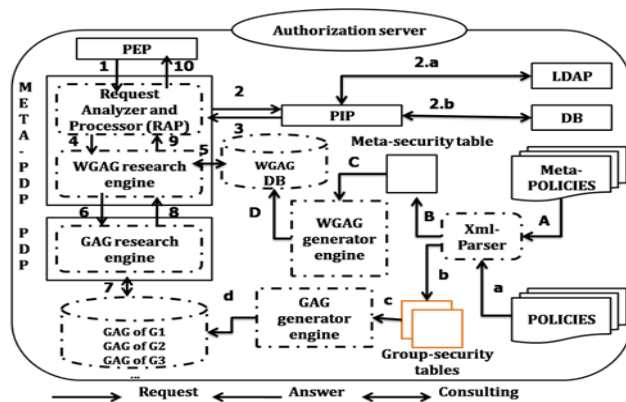 Authorization server
PEP
1
10
META-PDP
Request
Analyzer and
Processor (RAP)
2
3
PIP
2.a
2.b
LDAP
DB
4
9
5
WGAG research
engine
WGAG
DB
Meta-security table
Meta-
POLICIES
6
8
C
D
B
A
WGAG
generator
engine
Xml-
Parser
PDP
GAG research
engine
7
b
a
d
c
GAG
generator
engine
GAG of G1
GAG of G2
GAG of G3
...
Group-security
tables
POLICIES
Request
Answer
Consulting